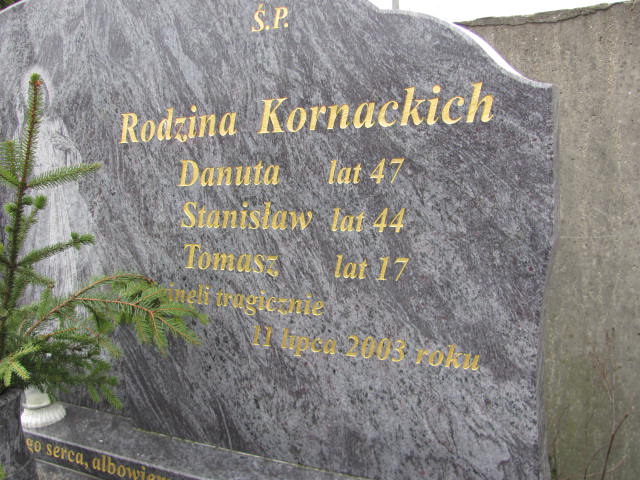 Ś.P.
Rodzina Kornackich
Danuta lat 47
Stanisław lat 44
Tomasz lat 17
tragicznie
11 lipca 2003 roku
serca, albowiem